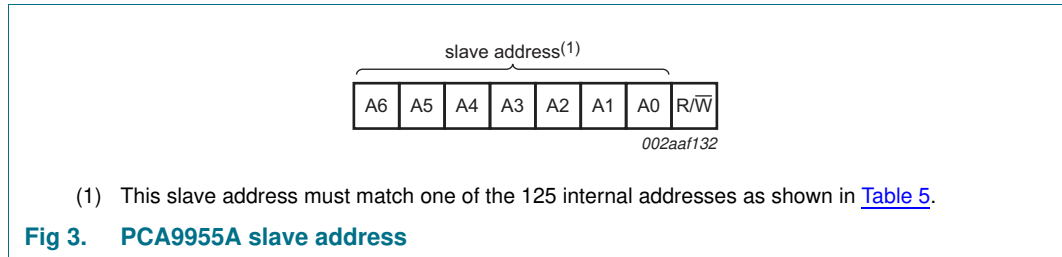 slave address(1)
A6 A5 A4 A3 A2 A1 A0 R/W̅
002aaf132
(1) This slave address must match one of the 125 internal addresses as shown in Table 5.
Fig 3. PCA9955A slave address